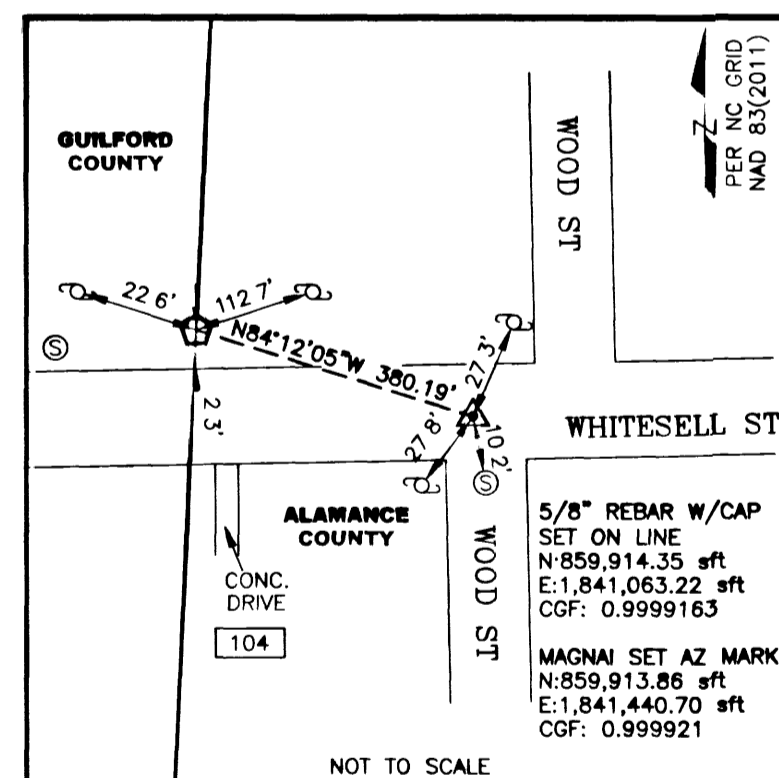 GUILFORD
COUNTY
WOOD ST
PER NC GRID
NAD 83(2011)
N
22 6'
112 7'
N84°12'05"W 380.19'
S
27 3'
2 3'
27 8'
10 2'
S
WHITESELL ST
ALAMANCE
COUNTY
WOOD ST
CONC.
DRIVE
104
5/8" REBAR W/CAP
SET ON LINE
N:859,914.35 sft
E:1,841,063.22 sft
CGF: 0.9999163
MAGNAI SET AZ MARK
N:859,913.86 sft
E:1,841,440.70 sft
CGF: 0.999921
NOT TO SCALE